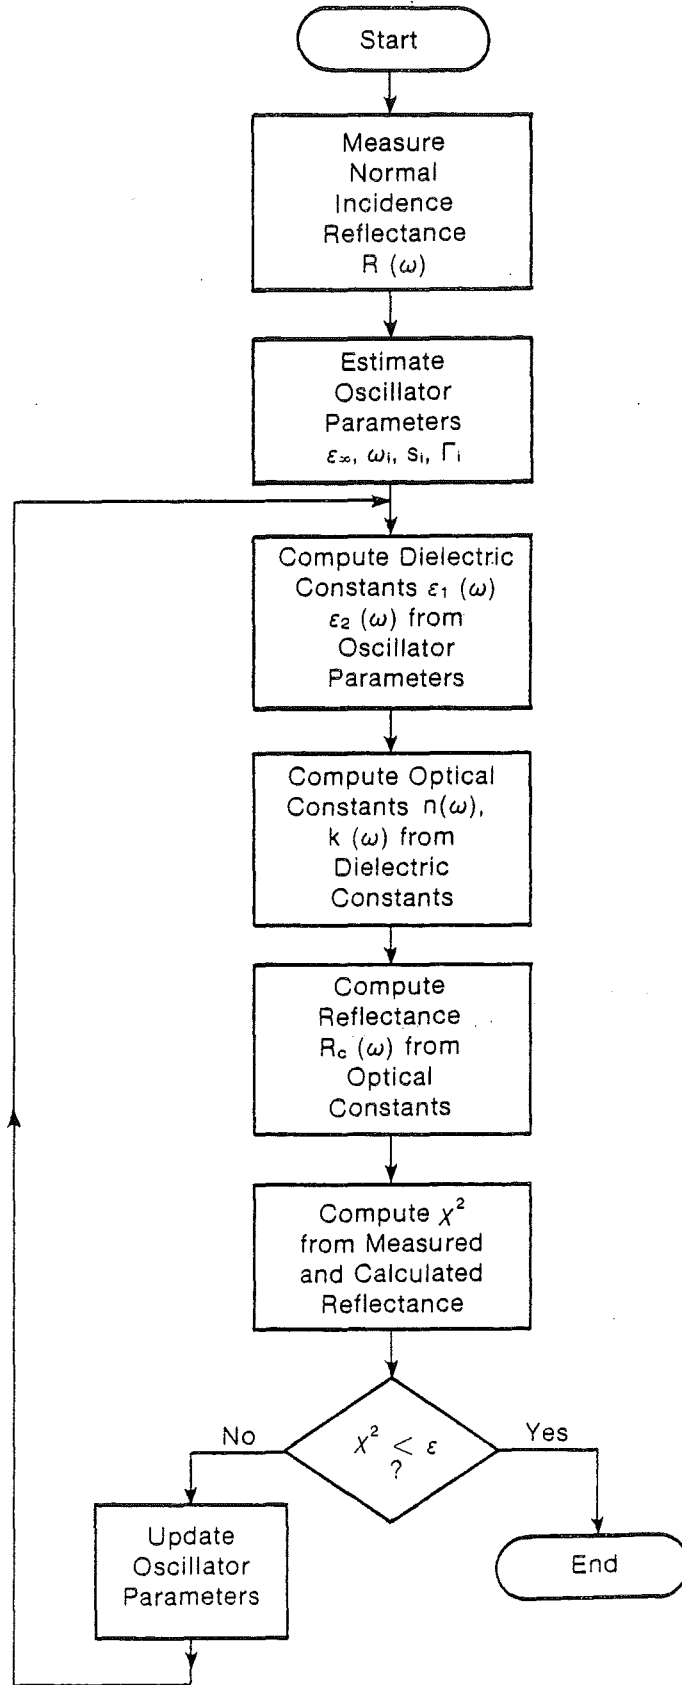 Start
Measure
Normal
Incidence
Reflectance
R (ω)
Estimate
Oscillator
Parameters
ε∞, ωi, si, Γi
Compute Dielectric
Constants ε1 (ω)
ε2 (ω) from
Oscillator
Parameters
Compute Optical
Constants n(ω),
k (ω) from
Dielectric
Constants
Compute
Reflectance
Rc (ω) from
Optical
Constants
Compute χ²
from Measured
and Calculated
Reflectance
χ² < ε
?
No
Yes
Update
Oscillator
Parameters
End